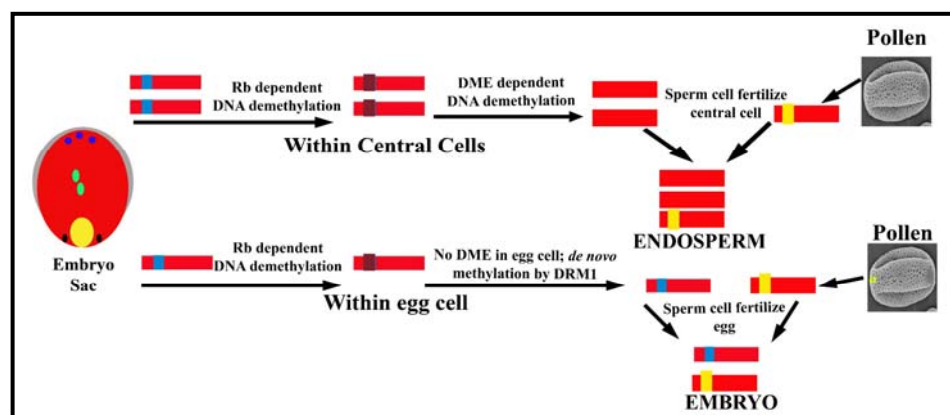 Pollen
Rb dependent
DNA demethylation
DME dependent
DNA demethylation
Sperm cell fertilize
central cell
Within Central Cells
ENDOSPERM
Embryo
Sac
Rb dependent
DNA demethylation
No DME in egg cell; de novo
methylation by DRM1
Within egg cell
Pollen
Sperm cell fertilize
egg
EMBRYO